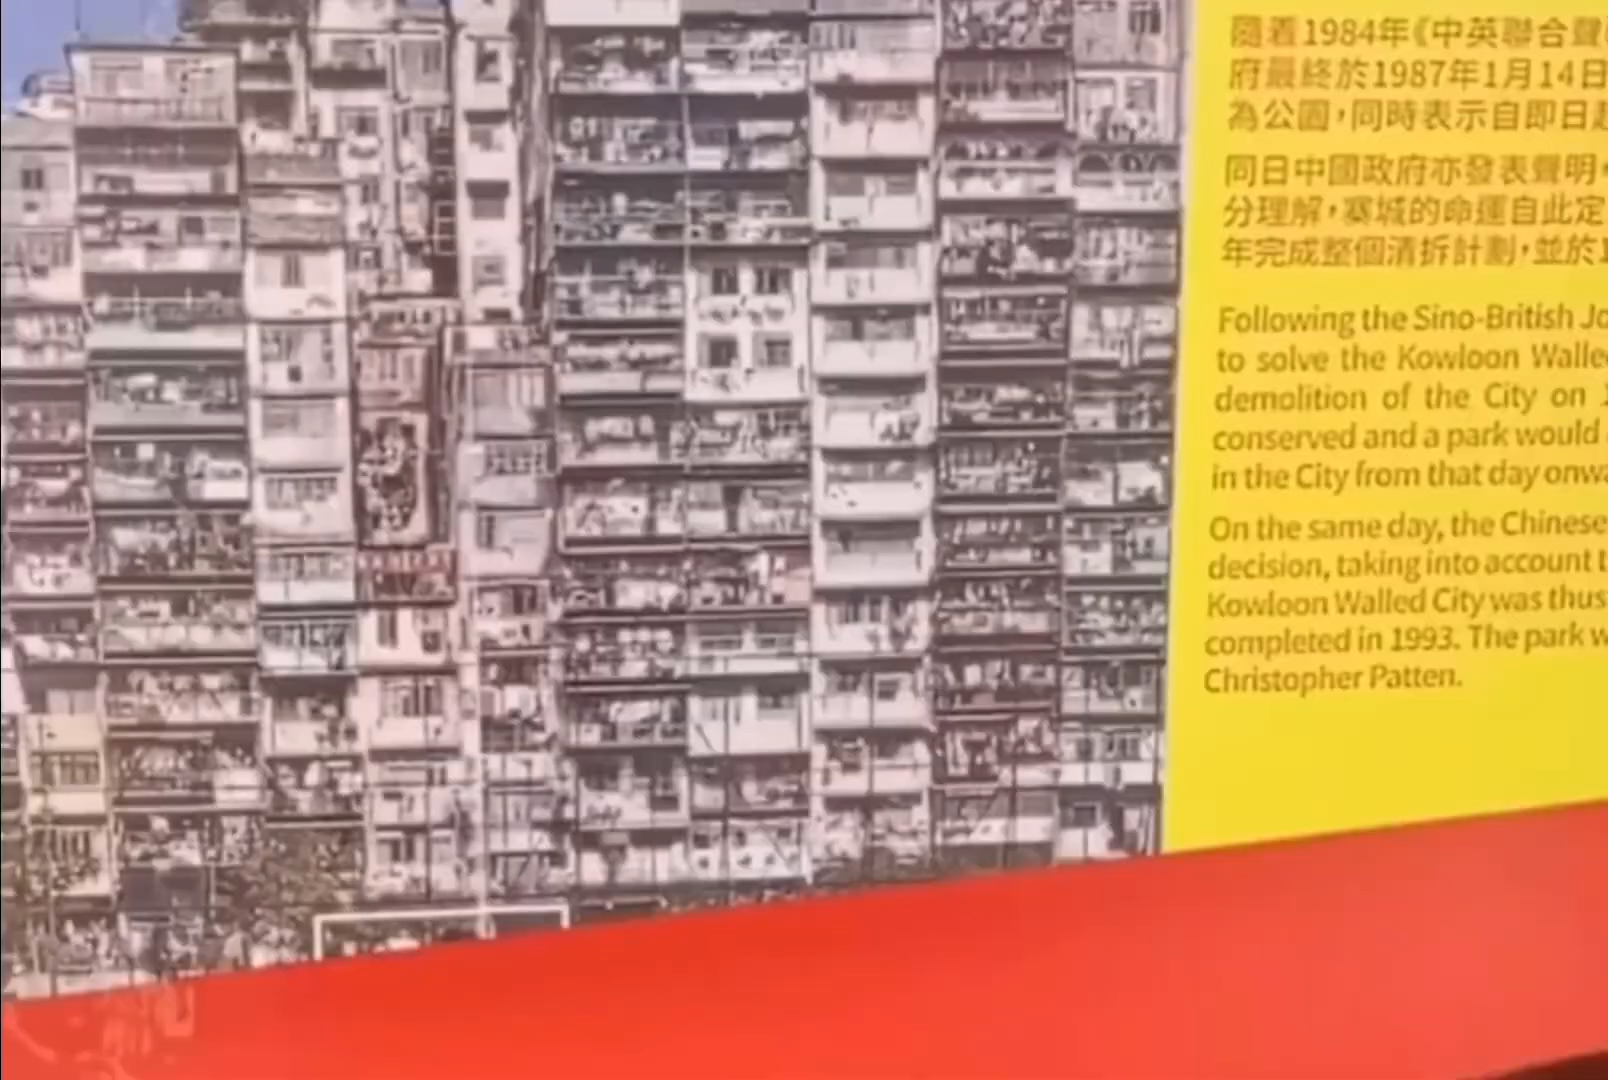 隨着1984年《中英聯合聲
府最終於1987年1月14日
為公園，同時表示自即日起
同日中國政府亦發表聲明，
分理解，寨城的命運自此定
年完成整個清拆計劃，並於1
Following the Sino-British Jo
to solve the Kowloon Walle
demolition of the City on 1
conserved and a park would
in the City from that day onwa
On the same day, the Chinese
decision, taking into account t
Kowloon Walled City was thus
completed in 1993. The park w
Christopher Patten.